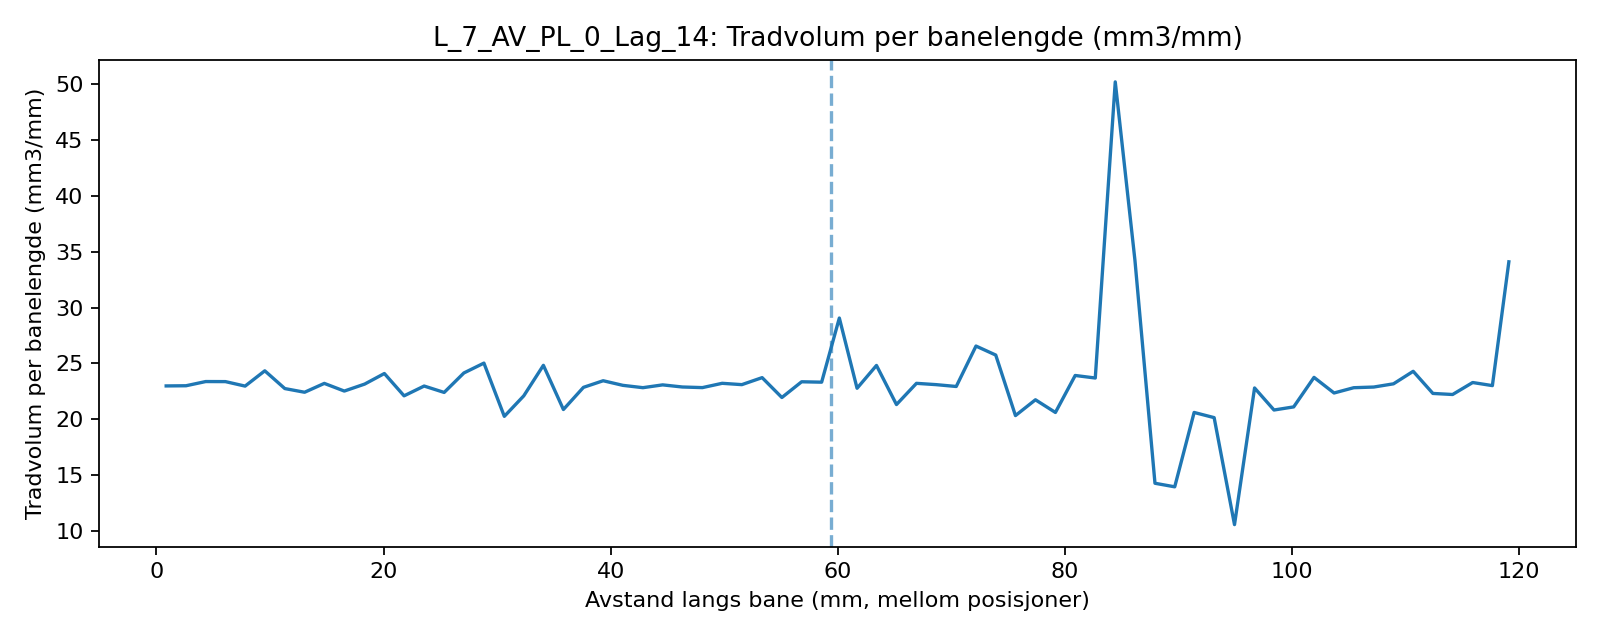 L_7_AV_PL_0_Lag_14: Tradvolum per banelengde (mm3/mm)
Tradvolum per banelengde (mm3/mm)
50
45
40
35
30
25
20
15
10
0 20 40 60 80 100 120
Avstand langs bane (mm, mellom posisjoner)